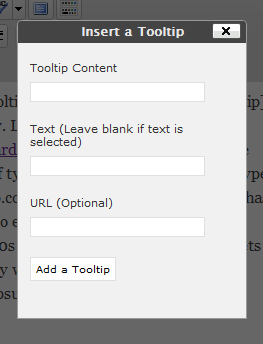 Insert a Tooltip
Tooltip Content
Text (Leave blank if text is
selected)
URL (Optional)
Add a Tooltip